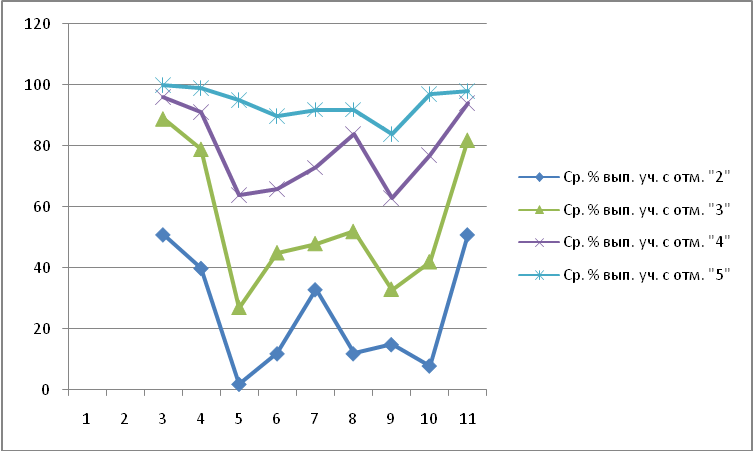 120
100
80
60
40
20
0
1 2 3 4 5 6 7 8 9 10 11
Ср. % вып. уч. с отм. "2"
Ср. % вып. уч. с отм. "3"
Ср. % вып. уч. с отм. "4"
Ср. % вып. уч. с отм. "5"